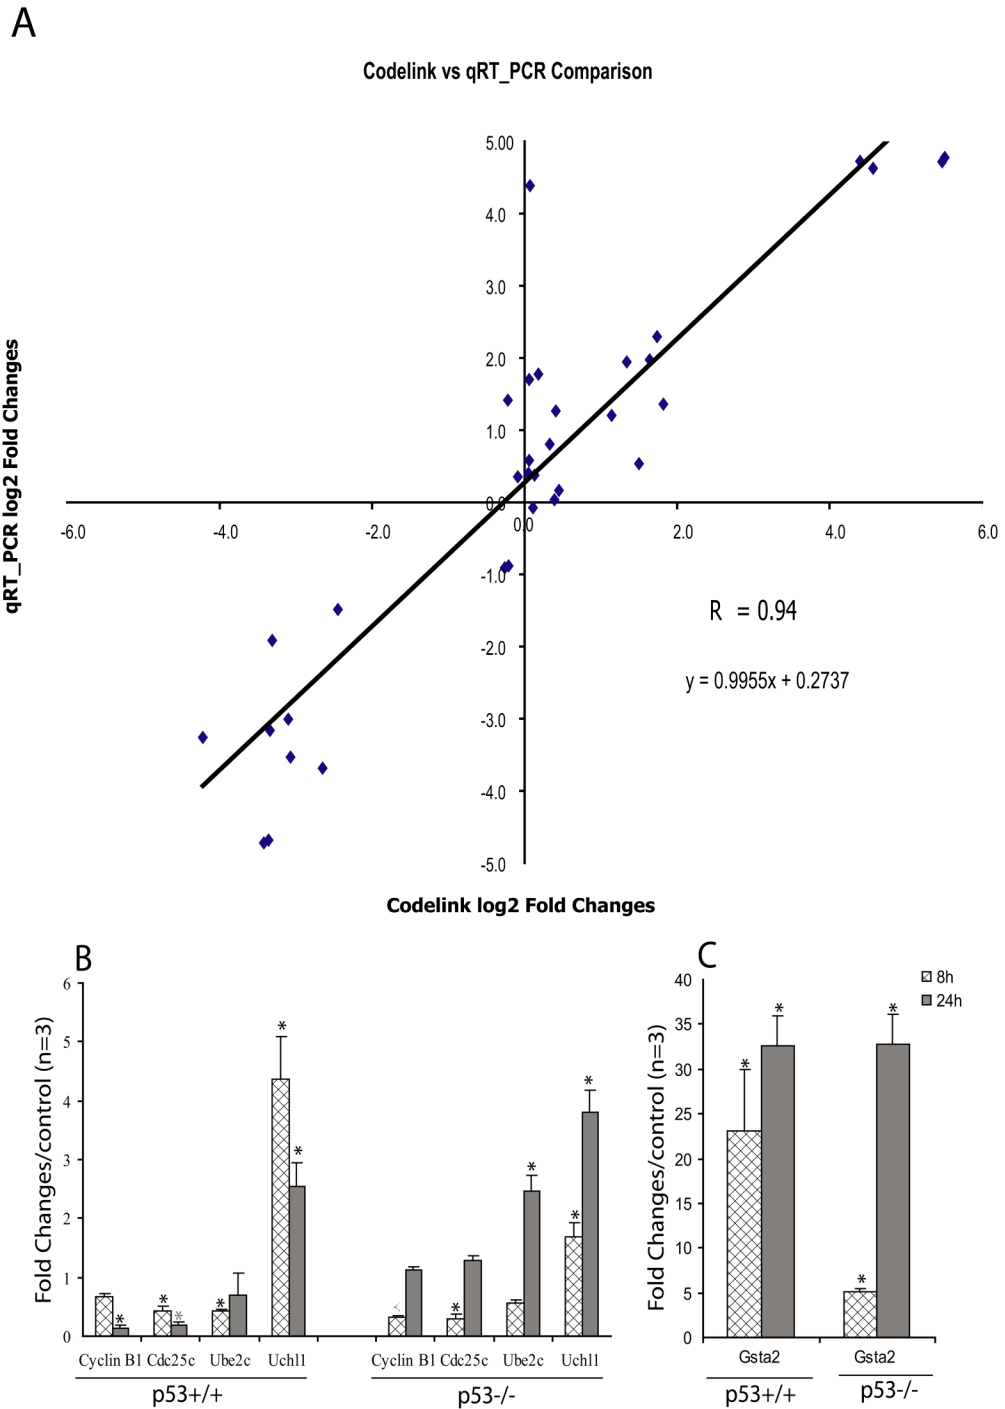 A
Codelink vs qRT_PCR Comparison
5.00
4.0
3.0
2.0
1.0
0.0
-1.0
-2.0
-3.0
-4.0
-5.0
-6.0 -4.0 -2.0 0.0 2.0 4.0 6.0
qRT_PCR log2 Fold Changes
R = 0.94
y = 0.9955x + 0.2737
Codelink log2 Fold Changes
B
Fold Changes/control (n=3)
6
5
4
3
2
1
0
* * * * * * * * * *
Cyclin B1 Cdc25c Ube2c Uchl1 Cyclin B1 Cdc25c Ube2c Uchl1
p53+/+ p53-/-
C
8h
24h
Fold Changes/control (n=3)
40
35
30
25
20
15
10
5
0
* * * *
Gsta2 Gsta2
p53+/+ p53-/-